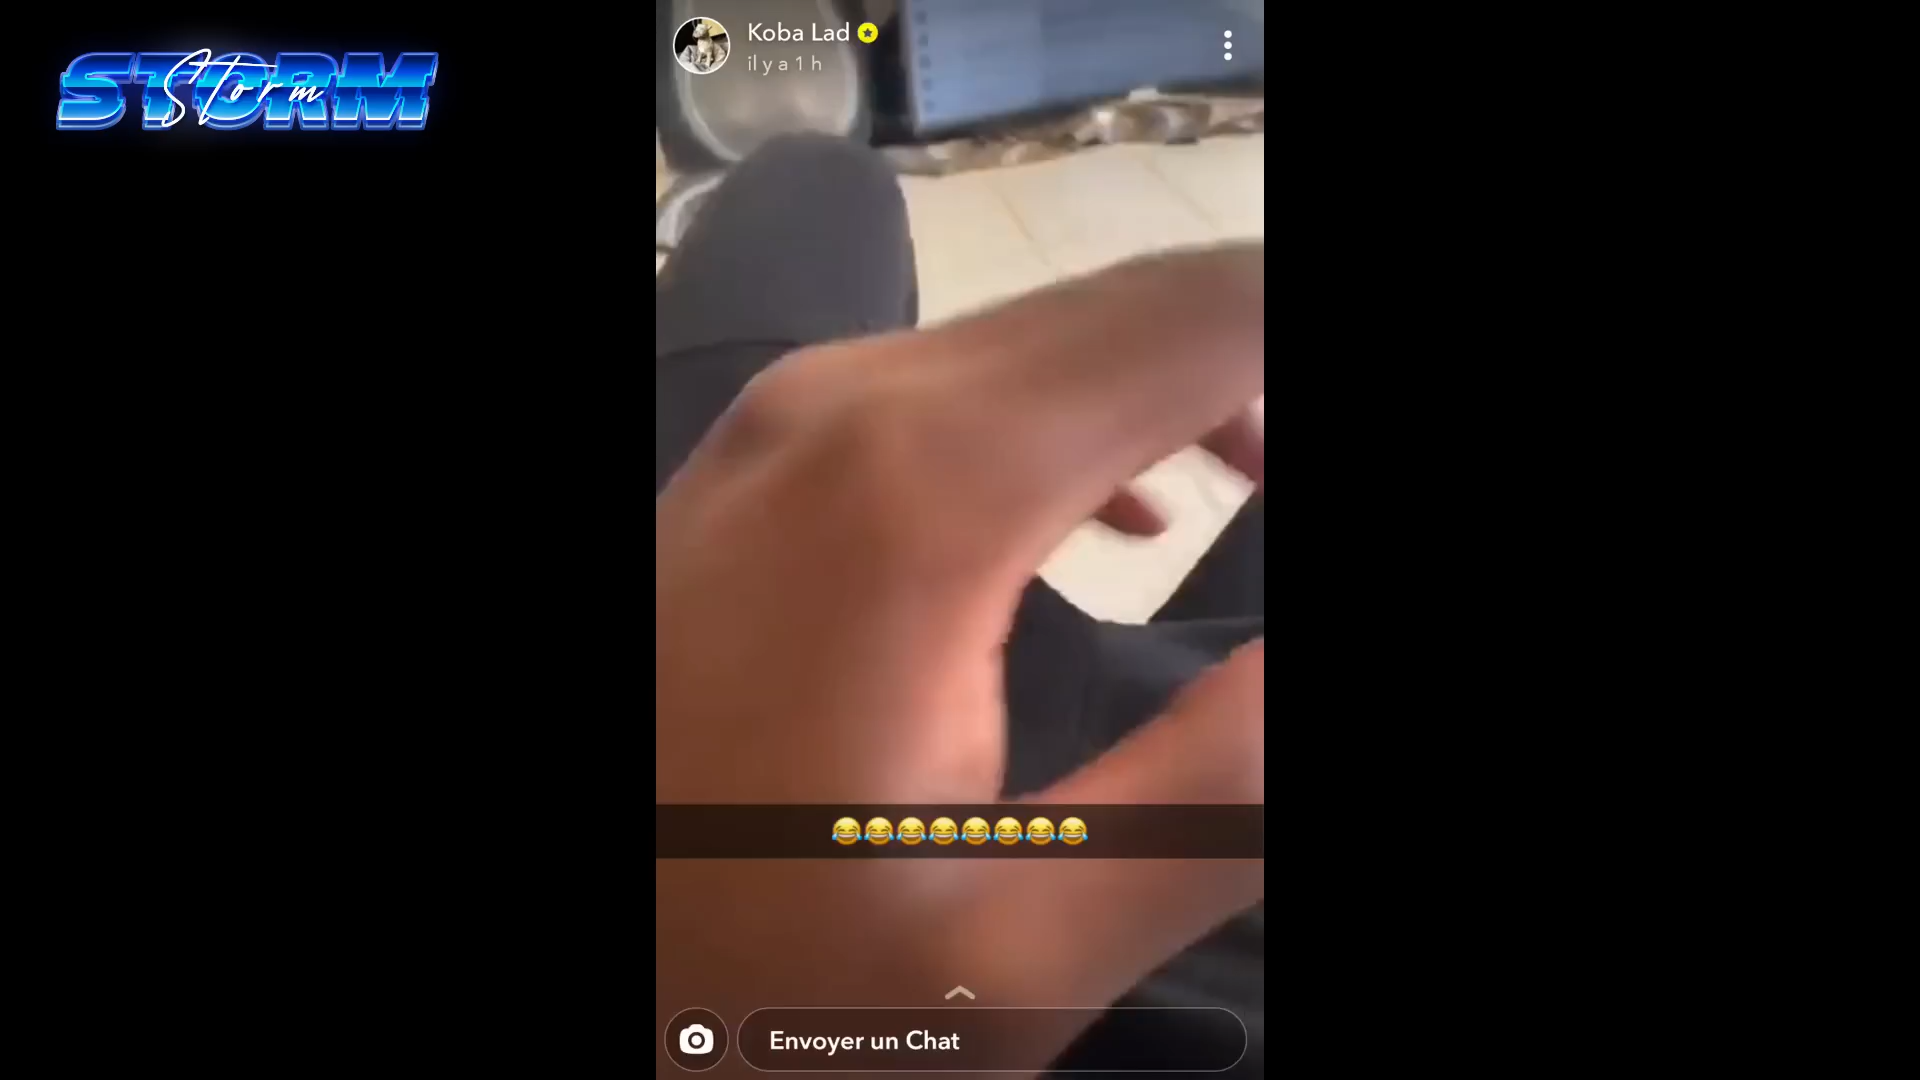 STORM
Storm
Koba Lad
il y a 1 h
😂😂😂😂😂😂😂😂
Envoyer un Chat